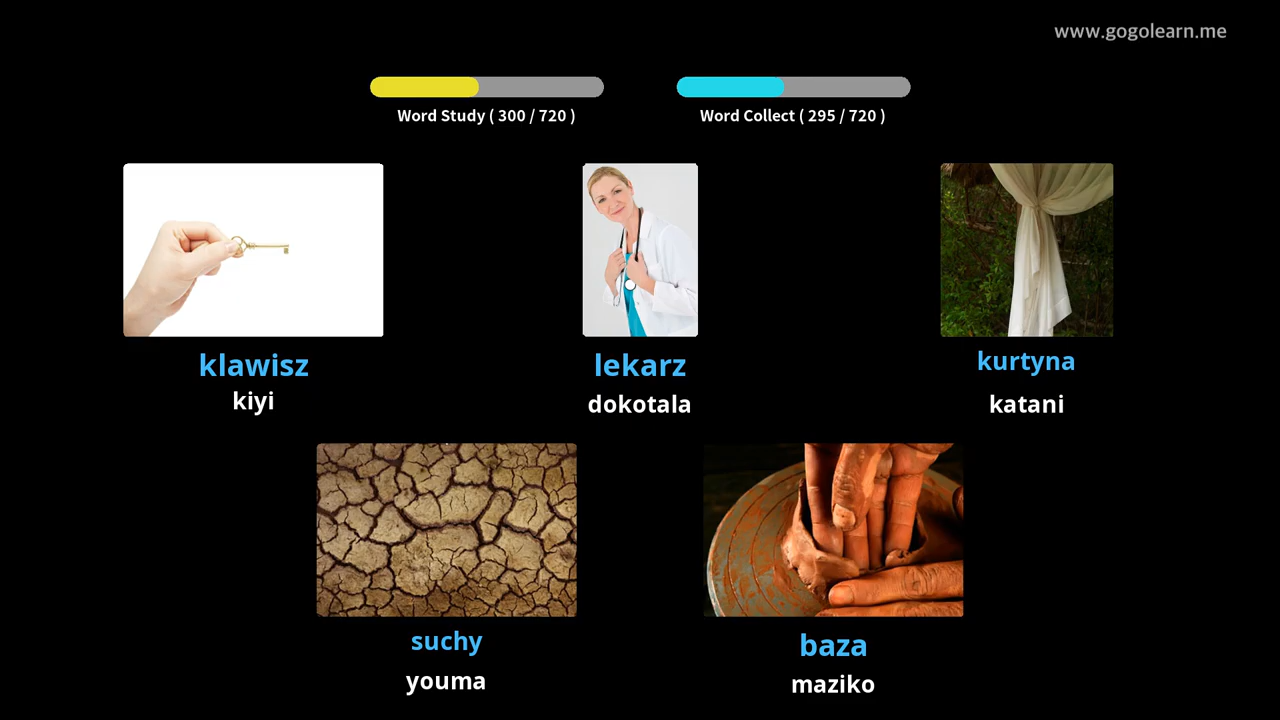 www.gogolearn.me
Word Study ( 300 / 720 )
Word Collect ( 295 / 720 )
klawisz
kiyi
lekarz
dokotala
kurtyna
katani
suchy
youma
baza
maziko